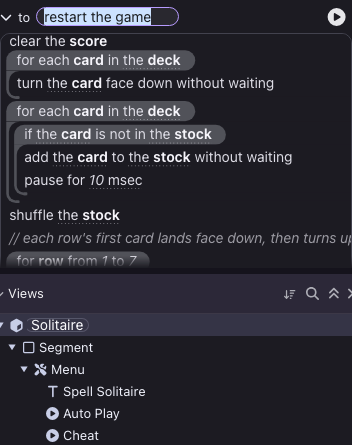 to restart the game
clear the score
for each card in the deck
turn the card face down without waiting
for each card in the deck
if the card is not in the stock
add the card to the stock without waiting
pause for 10 msec
shuffle the stock
// each row's first card lands face down, then turns up
for row from 1 to 7
Views
Solitaire
Segment
Menu
Spell Solitaire
Auto Play
Cheat